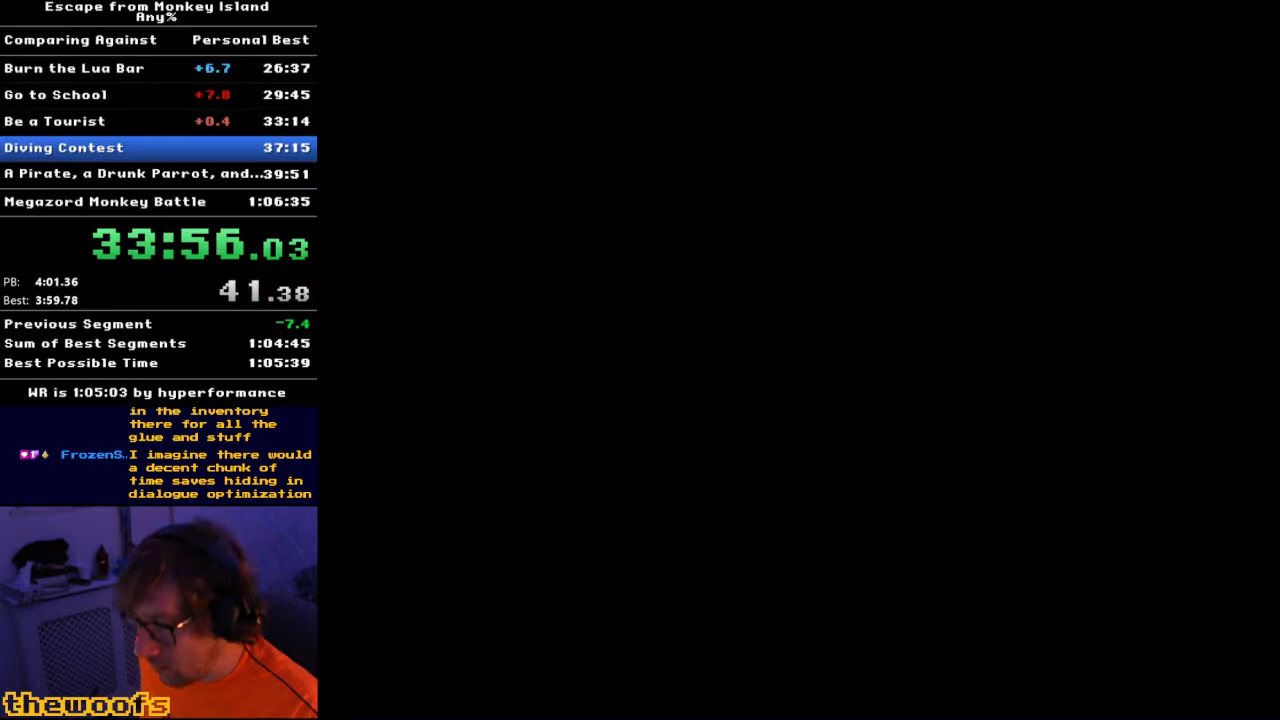 Escape from Monkey Island
Any%
Comparing Against Personal Best
Burn the Lua Bar +6.7 26:37
Go to School +7.8 29:45
Be a Tourist +0.4 33:14
Diving Contest 37:15
A Pirate, a Drunk Parrot, and... 39:51
Megazord Monkey Battle 1:06:35
33:56.03
PB: 4:01.36
41.38
Best: 3:59.78
Previous Segment -7.4
Sum of Best Segments 1:04:45
Best Possible Time 1:05:39
WR is 1:05:03 by hyperformance
in the inventory
there for all the
glue and stuff
FrozenS.. I imagine there would
a decent chunk of
time saves hiding in
dialogue optimization
thewoofs